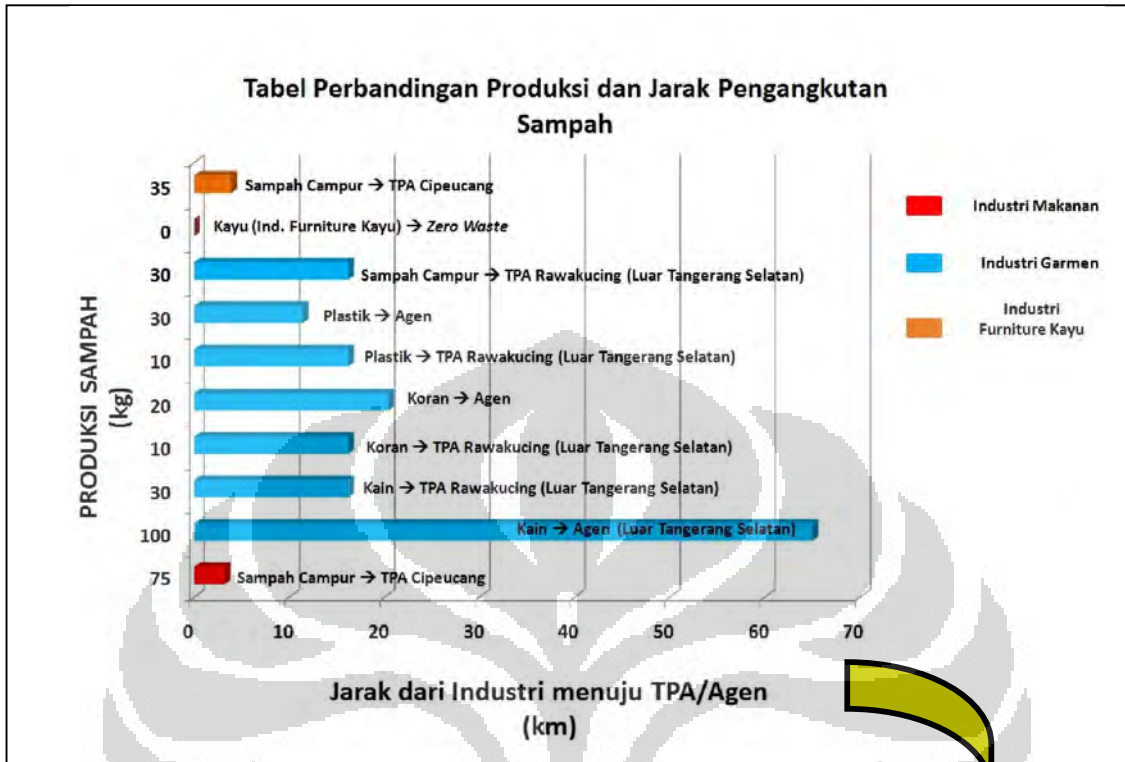 Tabel Perbandingan Produksi dan Jarak Pengangkutan
Sampah
PRODUKSI SAMPAH
(kg)
35
Sampah Campur → TPA Cipeucang
0
Kayu (Ind. Furniture Kayu) → Zero Waste
30
Sampah Campur → TPA Rawakucing (Luar Tangerang Selatan)
30
Plastik → Agen
10
Plastik → TPA Rawakucing (Luar Tangerang Selatan)
20
Koran → Agen
10
Koran → TPA Rawakucing (Luar Tangerang Selatan)
30
Kain → TPA Rawakucing (Luar Tangerang Selatan)
100
Kain → Agen (Luar Tangerang Selatan)
75
Sampah Campur → TPA Cipeucang
0 10 20 30 40 50 60 70
Jarak dari Industri menuju TPA/Agen
(km)
Industri Makanan
Industri Garmen
Industri
Furniture Kayu